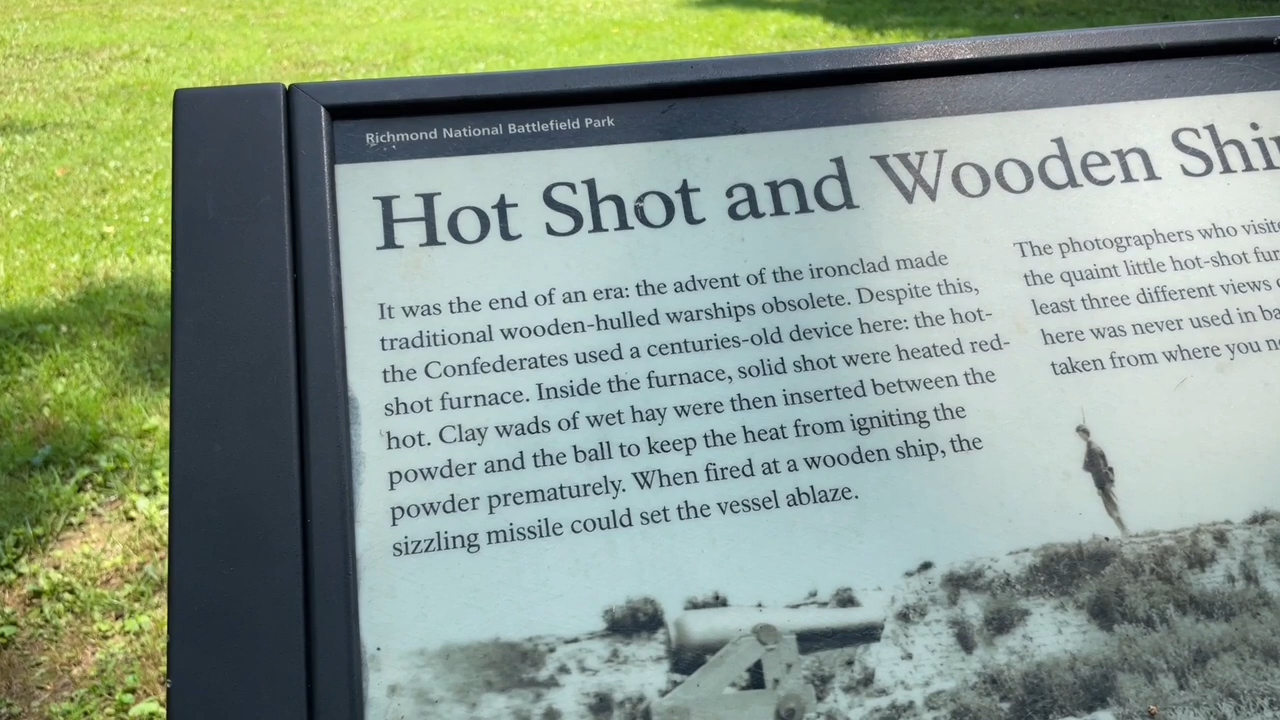 Richmond National Battlefield Park
Hot Shot and Wooden
It was the end of an era: the advent of the ironclad made
traditional wooden-hulled warships obsolete. Despite this,
the Confederates used a centuries-old device here: the hot-
shot furnace. Inside the furnace, solid shot were heated red-
hot. Clay wads of wet hay were then inserted between the
powder and the ball to keep the heat from igniting the
powder prematurely. When fired at a wooden ship, the
sizzling missile could set the vessel ablaze.
The photographers who
the quaint little hot-shot
least three different views
here was never used in
taken from where you